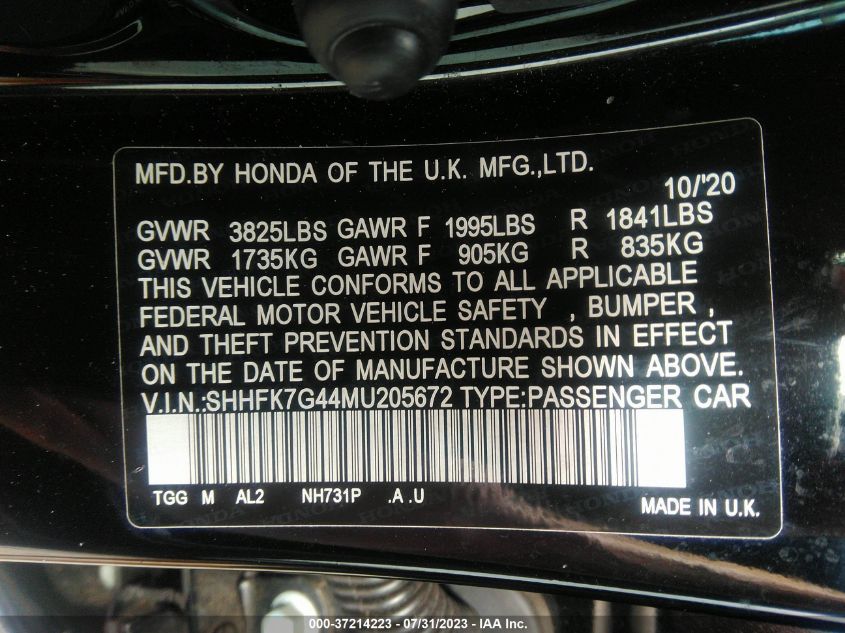 MFD.BY HONDA OF THE U.K. MFG.,LTD.
10/'20
GVWR 3825LBS GAWR F 1995LBS R 1841LBS
GVWR 1735KG GAWR F 905KG R 835KG
THIS VEHICLE CONFORMS TO ALL APPLICABLE
FEDERAL MOTOR VEHICLE SAFETY , BUMPER ,
AND THEFT PREVENTION STANDARDS IN EFFECT
ON THE DATE OF MANUFACTURE SHOWN ABOVE.
V.I.N.:SHHFK7G44MU205672 TYPE:PASSENGER CAR
TGG M AL2 NH731P .A .U
MADE IN U.K.
000-37214223 - 07/31/2023 - IAA Inc.